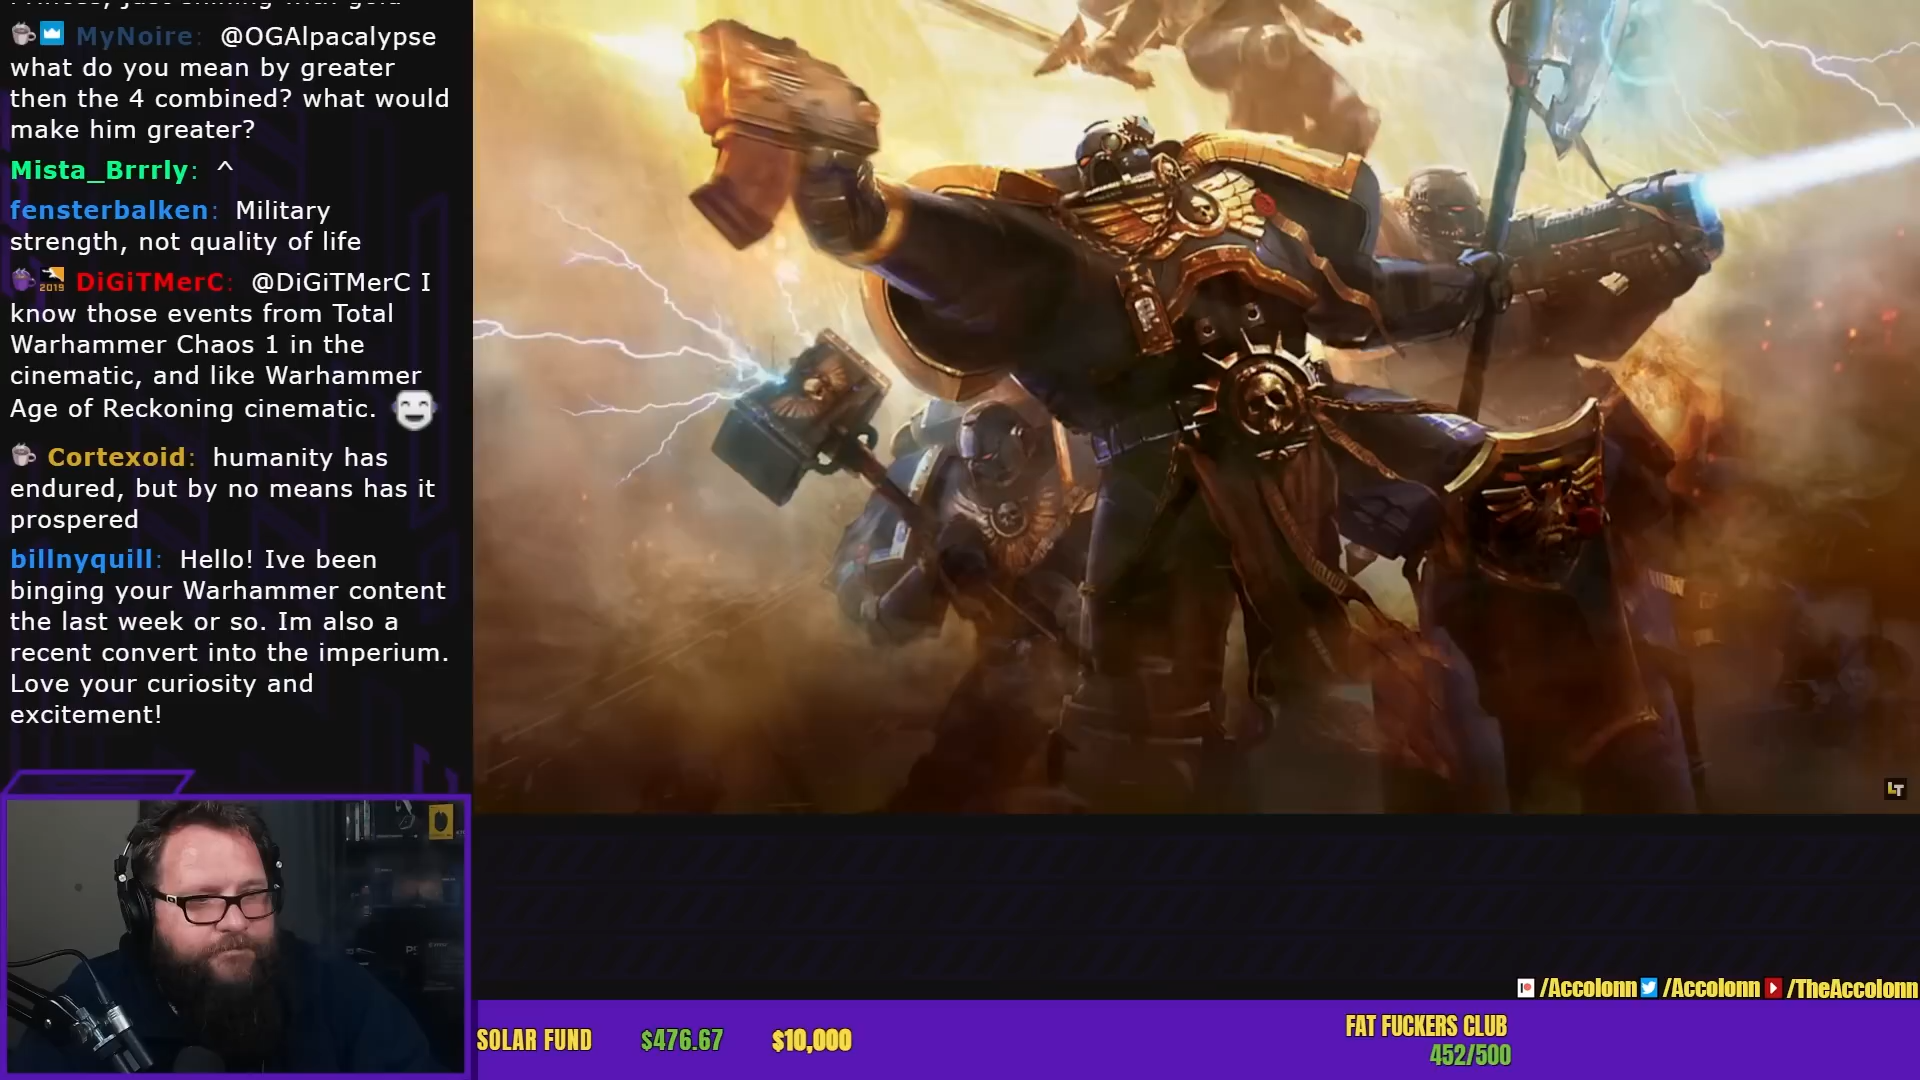 MyNoire: @OGAlpacalypse
what do you mean by greater
then the 4 combined? what would
make him greater?
Mista_Brrrly: ^
fensterbalken: Military
strength, not quality of life
2019 DiGiTMerC: @DiGiTMerC I
know those events from Total
Warhammer Chaos 1 in the
cinematic, and like Warhammer
Age of Reckoning cinematic.
Cortexoid: humanity has
endured, but by no means has it
prospered
billnyquill: Hello! Ive been
binging your Warhammer content
the last week or so. Im also a
recent convert into the imperium.
Love your curiosity and
excitement!
LT
/Accolonn /Accolonn /TheAccolonn
SOLAR FUND $476.67 $10,000
FAT FUCKERS CLUB
452/500